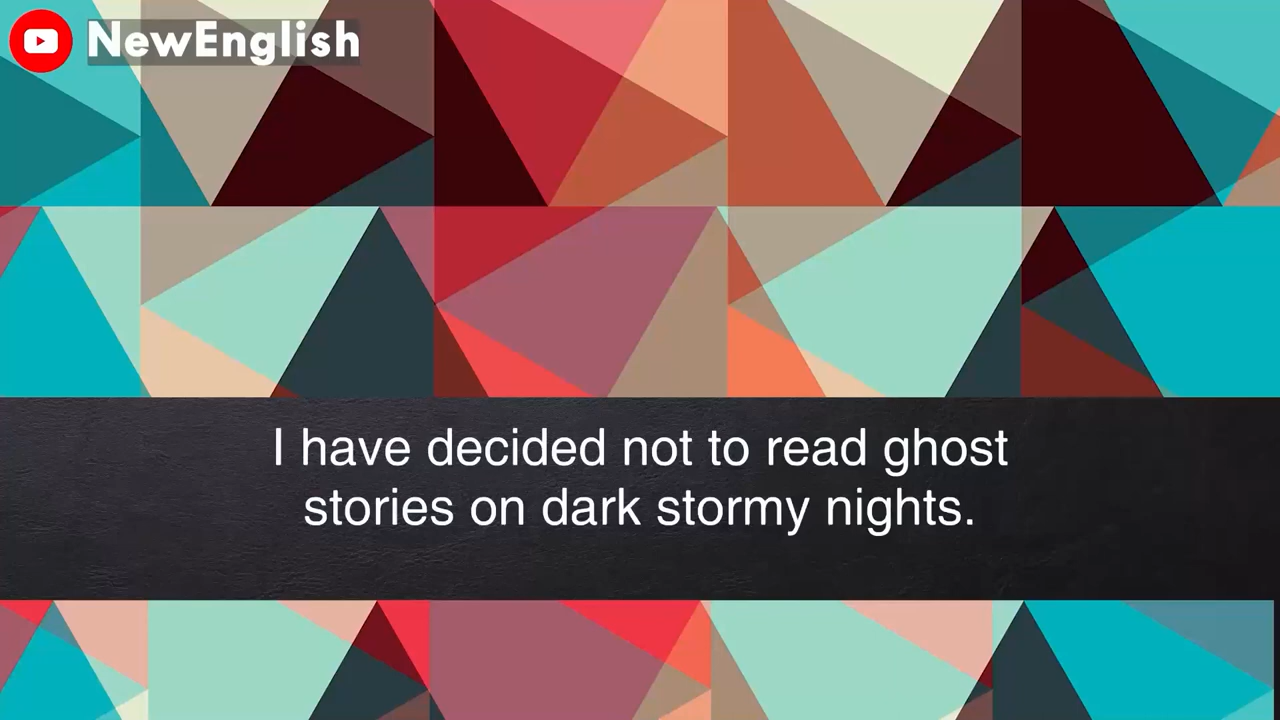 NewEnglish
I have decided not to read ghost
stories on dark stormy nights.